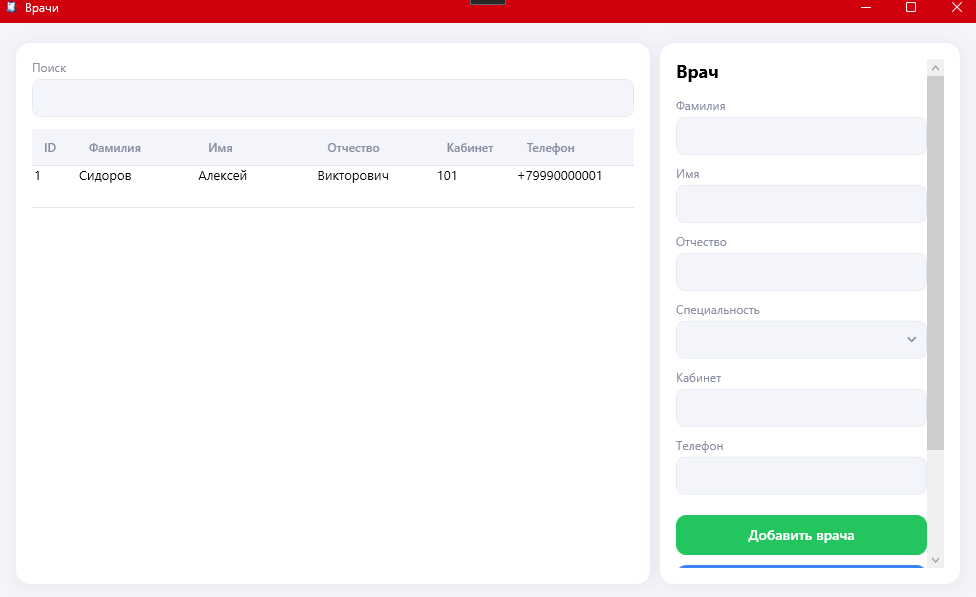 Врачи
Поиск
ID Фамилия Имя Отчество Кабинет Телефон
1 Сидоров Алексей Викторович 101 +79990000001
Врач
Фамилия
Имя
Отчество
Специальность
Кабинет
Телефон
Добавить врача